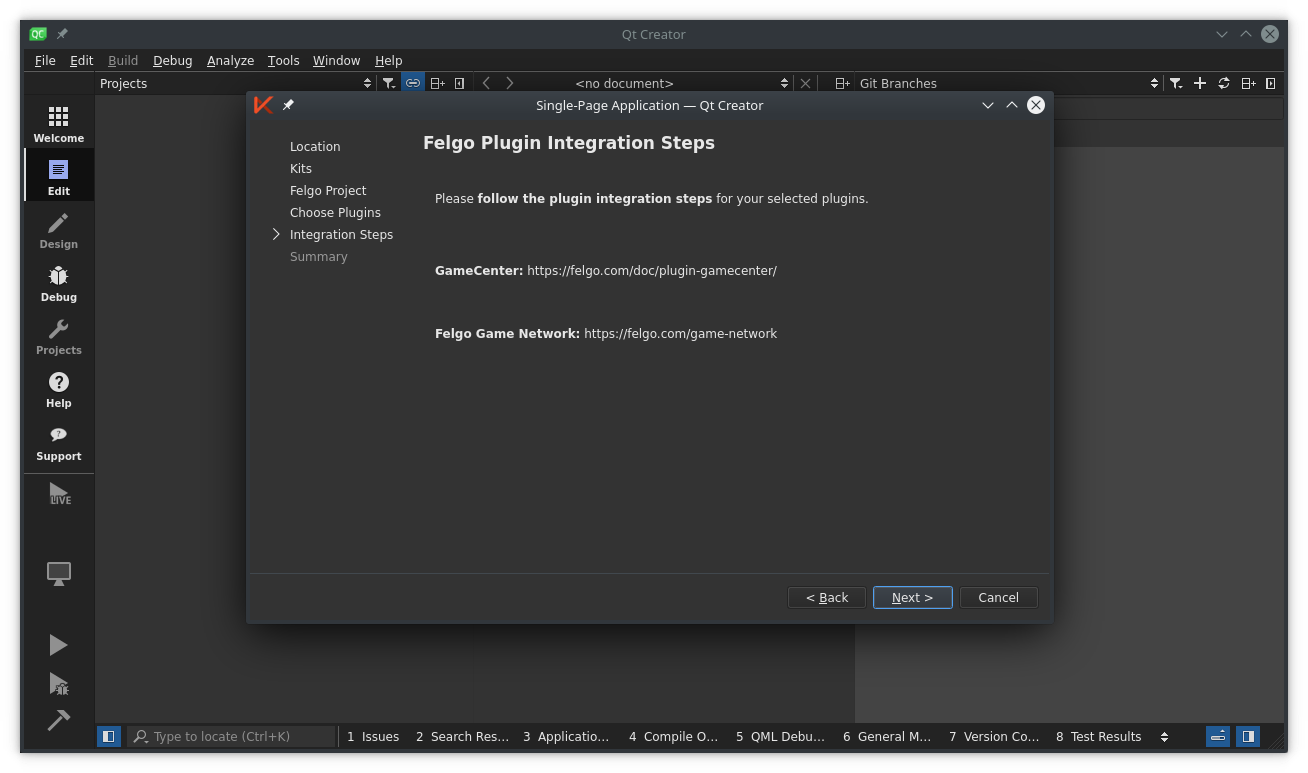 QC
Qt Creator
File Edit Build Debug Analyze Tools Window Help
Projects
<no document>
Git Branches
Single-Page Application — Qt Creator
Welcome
Edit
Design
Debug
Projects
Help
Support
LIVE
Location
Kits
Felgo Project
Choose Plugins
Integration Steps
Summary
Felgo Plugin Integration Steps
Please follow the plugin integration steps for your selected plugins.
GameCenter: https://felgo.com/doc/plugin-gamecenter/
Felgo Game Network: https://felgo.com/game-network
< Back Next > Cancel
Type to locate (Ctrl+K) 1 Issues 2 Search Res... 3 Applicatio... 4 Compile O... 5 QML Debu... 6 General M... 7 Version Co... 8 Test Results